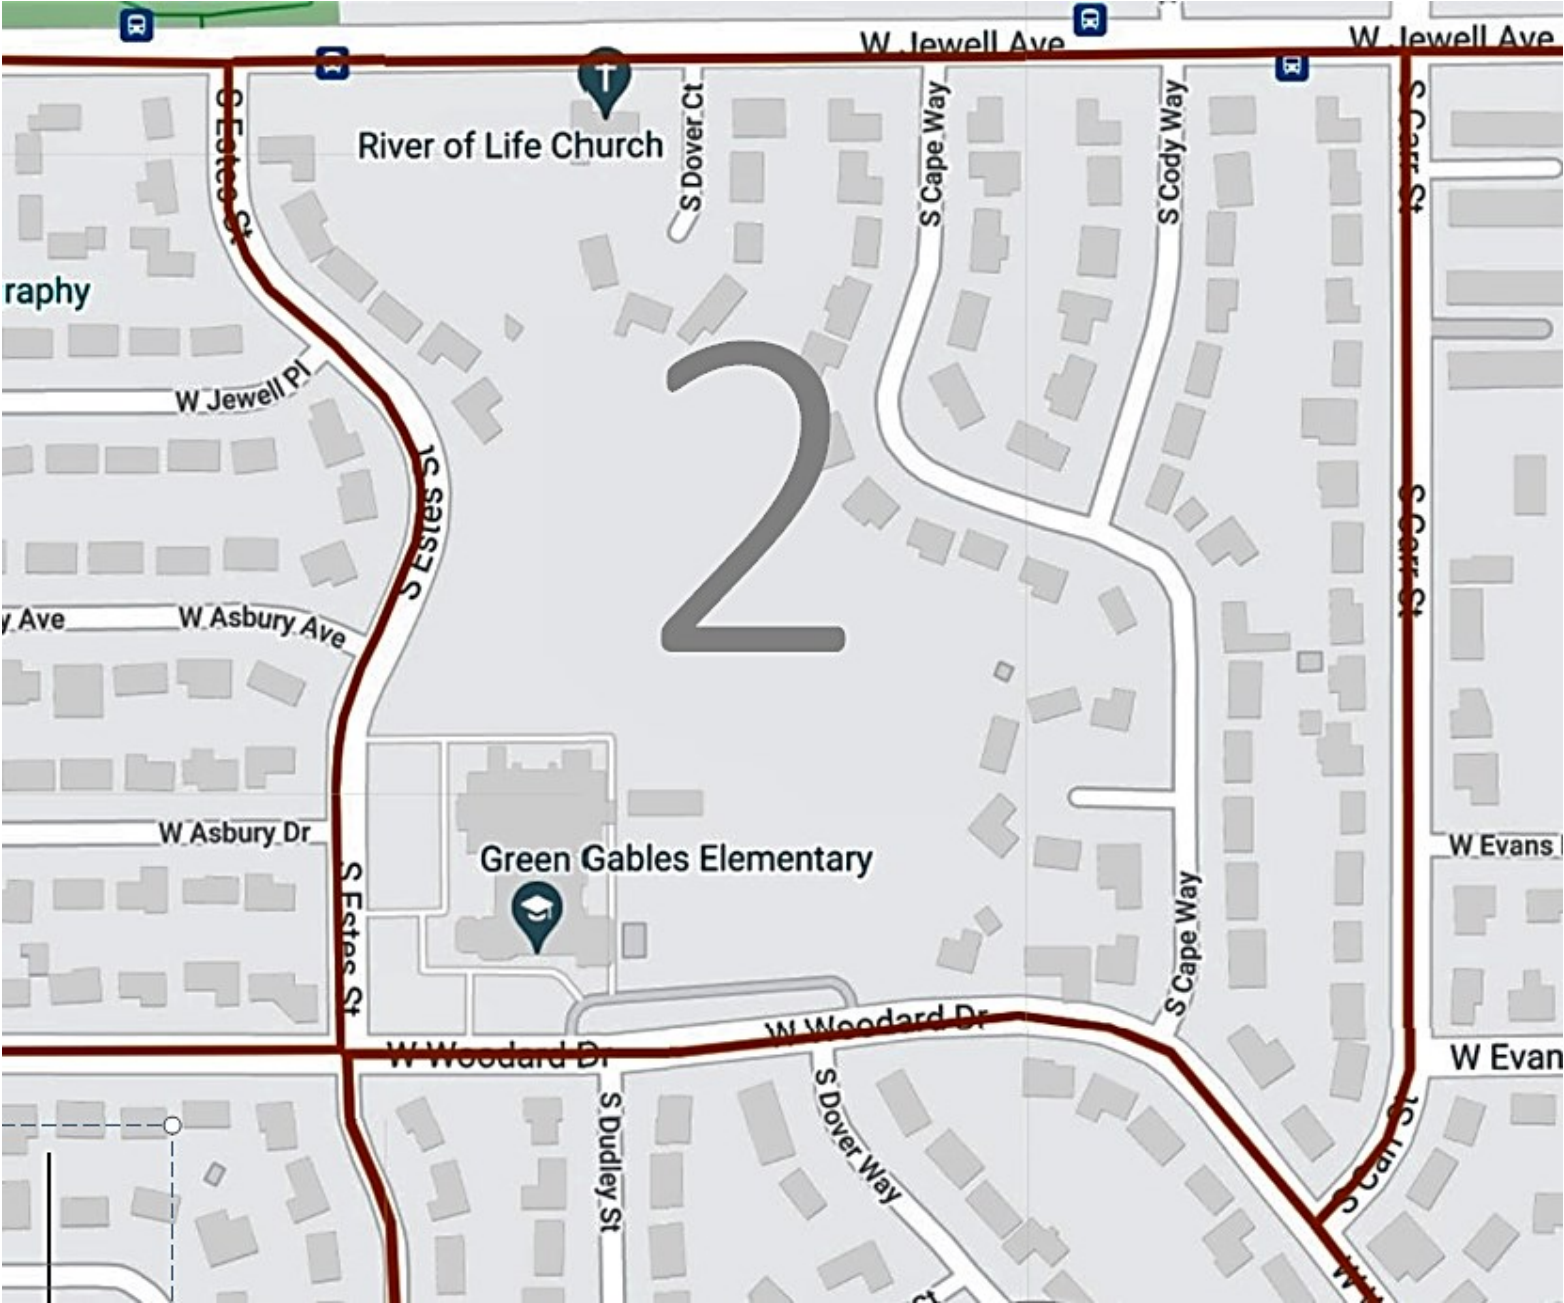 W Jewell Ave
W Jewell Ave
S Estes St
River of Life Church
S Dover Ct
S Cape Way
S Cody Way
S Carr St
raphy
W Jewell Pl
2
S Estes St
S Carr St
y Ave
W Asbury Ave
W Asbury Dr
W Evans
Green Gables Elementary
S Estes St
S Cape Way
W Woodard Dr
W Woodard Dr
W Evan
S Dudley St
S Dover Way
S Carr St
W
ct